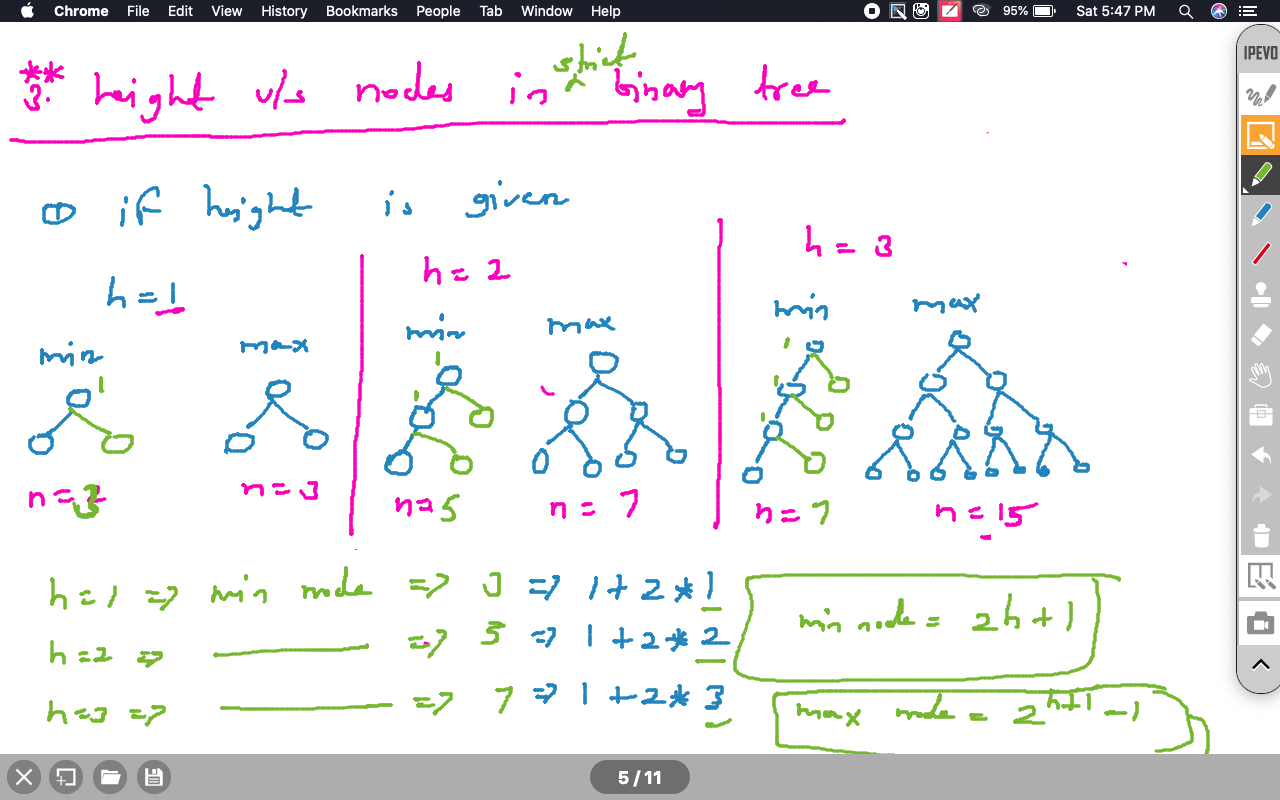 Chrome File Edit View History Bookmarks People Tab Window Help 95% Sat 5:47 PM
IPEVO
** 3. height v/s nodes in strict binary tree
① if height is given
h = 1
min max
1
n = 3 n = 3
h = 2
min max
1
1
n = 5 n = 7
h = 3
min max
1
1
1
n = 7 n = 15
h = 1 => min node => 3 => 1 + 2 * 1
h = 2 => ——— => 5 => 1 + 2 * 2
h = 3 => ——— => 7 => 1 + 2 * 3
min node = 2h + 1
max node = 2^(h+1) - 1
5 / 11